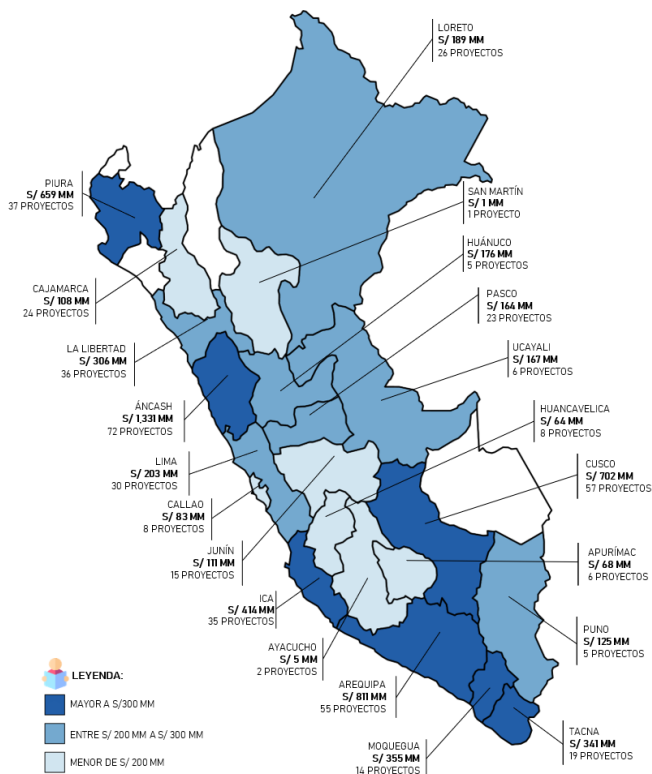 LORETO
S/ 189 MM
26 PROYECTOS
PIURA
S/ 659 MM
37 PROYECTOS
SAN MARTÍN
S/ 1 MM
1 PROYECTO
HUÁNUCO
S/ 176 MM
5 PROYECTOS
CAJAMARCA
S/ 108 MM
24 PROYECTOS
PASCO
S/ 164 MM
23 PROYECTOS
LA LIBERTAD
S/ 306 MM
36 PROYECTOS
UCAYALI
S/ 167 MM
6 PROYECTOS
ÁNCASH
S/ 1,331 MM
72 PROYECTOS
HUANCAVELICA
S/ 64 MM
8 PROYECTOS
LIMA
S/ 203 MM
30 PROYECTOS
CUSCO
S/ 702 MM
57 PROYECTOS
CALLAO
S/ 83 MM
8 PROYECTOS
JUNÍN
S/ 111 MM
15 PROYECTOS
APURÍMAC
S/ 68 MM
6 PROYECTOS
ICA
S/ 414 MM
35 PROYECTOS
PUNO
S/ 125 MM
5 PROYECTOS
AYACUCHO
S/ 5 MM
2 PROYECTOS
AREQUIPA
S/ 811 MM
55 PROYECTOS
TACNA
S/ 341 MM
19 PROYECTOS
MOQUEGUA
S/ 355 MM
14 PROYECTOS
LEYENDA:
MAYOR A S/300 MM
ENTRE S/ 200 MM A S/ 300 MM
MENOR DE S/ 200 MM